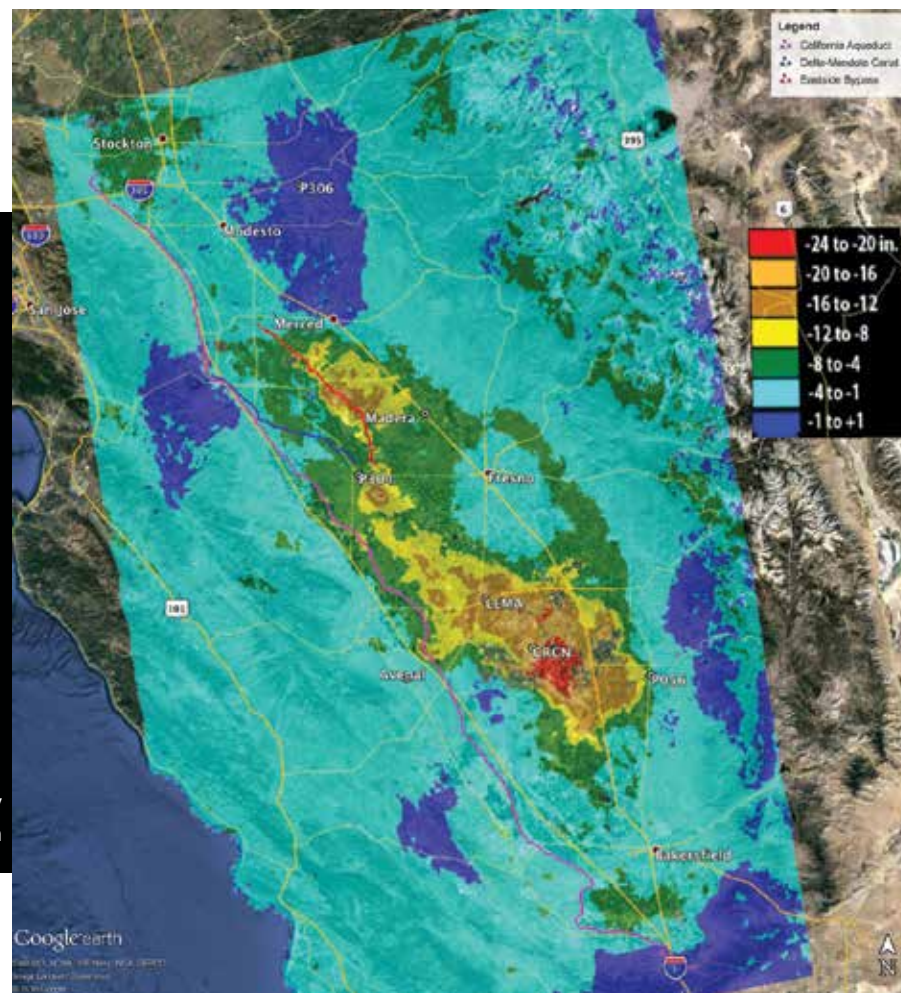 Legend
California Aqueduct
Delta-Mendota Canal
Eastside Bypass
395
Stockton
P306
6
Modesto
-24 to -20 in.
-20 to -16
-16 to -12
-12 to -8
-8 to -4
-4 to -1
-1 to +1
San Jose
Merced
Madera
Fresno
LEMA
CRCN
101
Avenal
P056
Bakersfield
Google earth
N